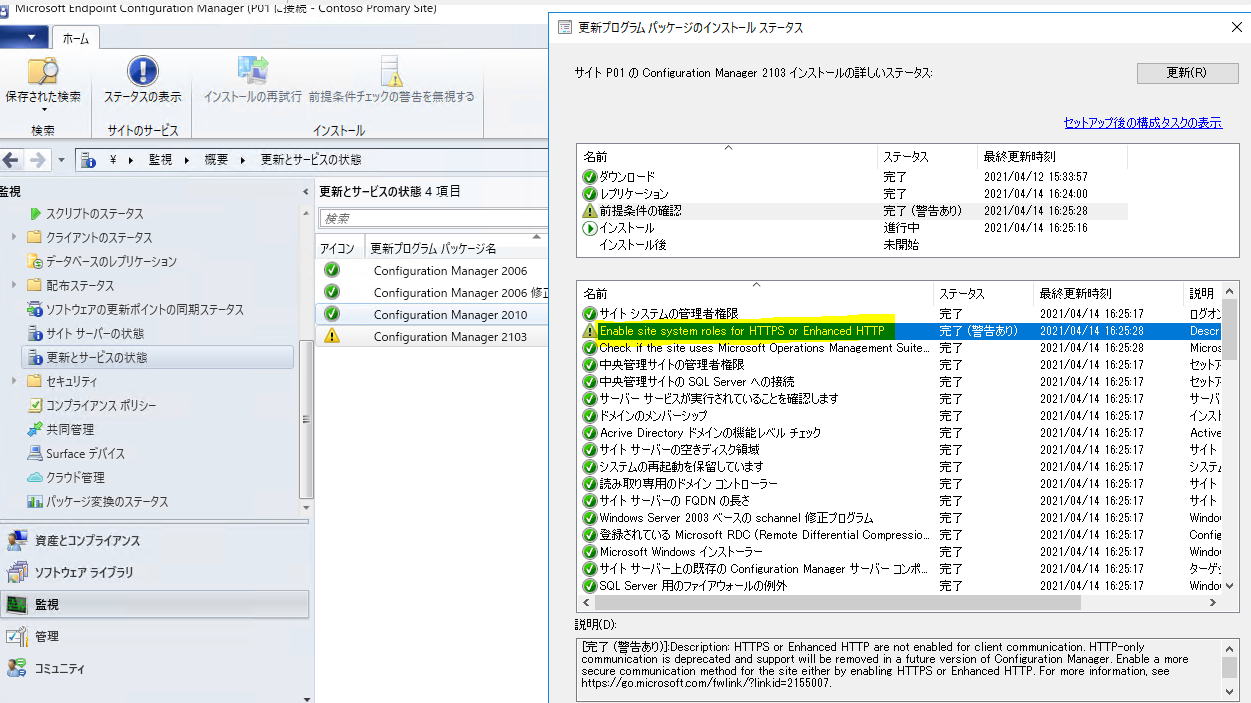 Microsoft Endpoint Configuration Manager (P01 に接続 - Contoso Promary Site)
ホーム
保存された検索
検索
ステータスの表示
サイトのサービス
インストールの再試行 前提条件チェックの警告を無視する
インストール
¥ 監視 概要 更新とサービスの状態
監視
スクリプトのステータス
クライアントのステータス
データベースのレプリケーション
配布ステータス
ソフトウェアの更新ポイントの同期ステータス
サイト サーバーの状態
更新とサービスの状態
セキュリティ
コンプライアンス ポリシー
共同管理
Surface デバイス
クラウド管理
パッケージ変換のステータス
資産とコンプライアンス
ソフトウェア ライブラリ
監視
管理
コミュニティ
更新とサービスの状態 4 項目
検索
アイコン 更新プログラム パッケージ名
Configuration Manager 2006
Configuration Manager 2006 修正
Configuration Manager 2010
Configuration Manager 2103
更新プログラム パッケージのインストール ステータス
サイト P01 の Configuration Manager 2103 インストールの詳しいステータス:
更新(R)
セットアップ後の構成タスクの表示
名前 ステータス 最終更新時刻
ダウンロード 完了 2021/04/12 15:33:57
レプリケーション 完了 2021/04/14 16:24:00
前提条件の確認 完了 (警告あり) 2021/04/14 16:25:28
インストール 進行中 2021/04/14 16:25:16
インストール後 未開始
名前 ステータス 最終更新時刻 説明
サイト システムの管理者権限 完了 2021/04/14 16:25:17 ログオン
Enable site system roles for HTTPS or Enhanced HTTP 完了 (警告あり) 2021/04/14 16:25:28 Descr
Check if the site uses Microsoft Operations Management Suite... 完了 2021/04/14 16:25:28 Micros
中央管理サイトの管理者権限 完了 2021/04/14 16:25:17 セットア
中央管理サイトの SQL Server への接続 完了 2021/04/14 16:25:17 セットア
サーバー サービスが実行されていることを確認します 完了 2021/04/14 16:25:17 サーバ
ドメインのメンバーシップ 完了 2021/04/14 16:25:17 インスト
Acrive Directory ドメインの機能レベル チェック 完了 2021/04/14 16:25:17 Active
サイト サーバーの空きディスク領域 完了 2021/04/14 16:25:17 サイト
システムの再起動を保留しています 完了 2021/04/14 16:25:17 システム
読み取り専用のドメイン コントローラー 完了 2021/04/14 16:25:17 サイト
サイト サーバーの FQDN の長さ 完了 2021/04/14 16:25:17 サイト
Windows Server 2003 ベースの schannel 修正プログラム 完了 2021/04/14 16:25:17 Windo
登録されている Microsoft RDC (Remote Differential Compressio... 完了 2021/04/14 16:25:17 Config
Microsoft Windows インストーラー 完了 2021/04/14 16:25:17 Windo
サイト サーバー上の既存の Configuration Manager サーバー コンポ... 完了 2021/04/14 16:25:17 ターゲッ
SQL Server 用のファイアウォールの例外 完了 2021/04/14 16:25:17 Windo
説明(D):
[完了 (警告あり)]:Description: HTTPS or Enhanced HTTP are not enabled for client communication. HTTP-only
communication is deprecated and support will be removed in a future version of Configuration Manager. Enable a more
secure communication method for the site either by enabling HTTPS or Enhanced HTTP. For more information, see
https://go.microsoft.com/fwlink/?linkid=2155007.